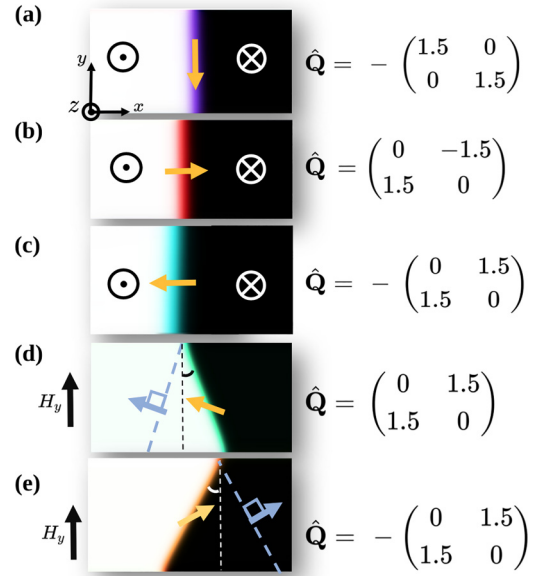 (a)
y
z
x
Q̂ = − (1.5 0
0 1.5)
(b)
Q̂ = (0 −1.5
1.5 0)
(c)
Q̂ = − (0 1.5
1.5 0)
(d)
H_y
Q̂ = (0 1.5
1.5 0)
(e)
H_y
Q̂ = − (0 1.5
1.5 0)